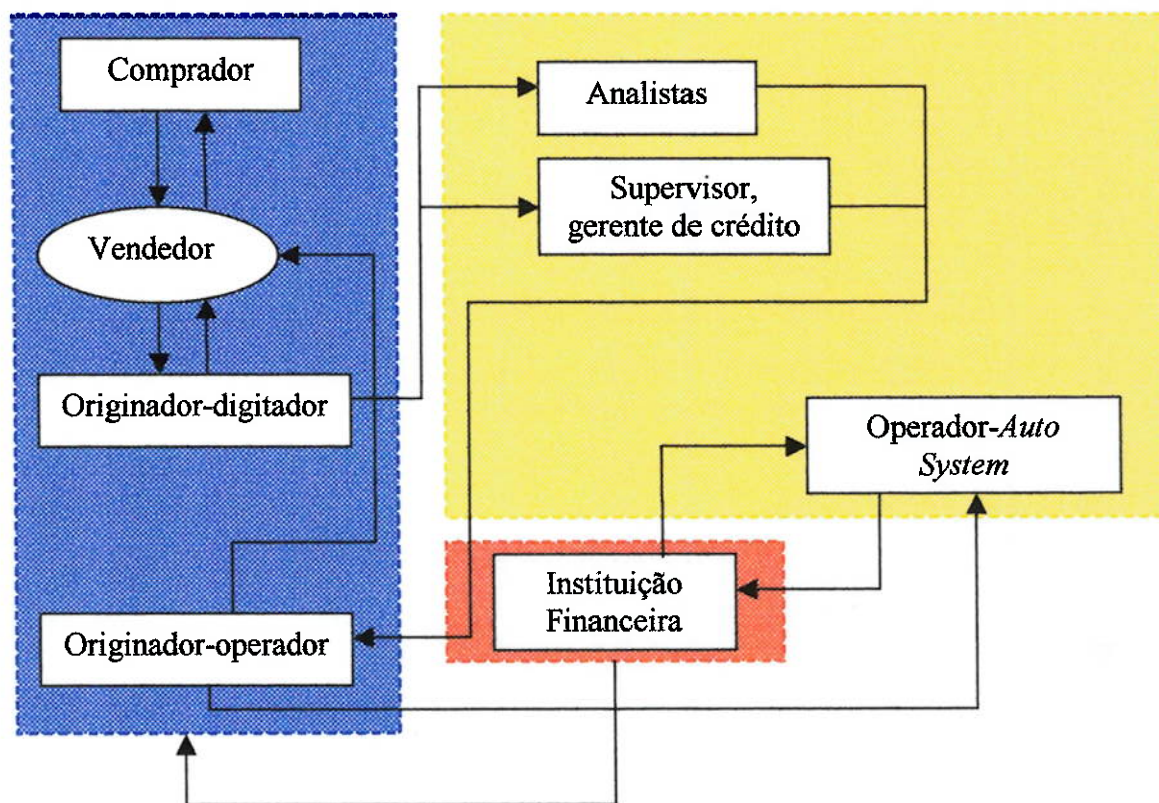 Comprador
Vendedor
Originador-digitador
Originador-operador
Analistas
Supervisor,
gerente de crédito
Operador-Auto
System
Instituição
Financeira